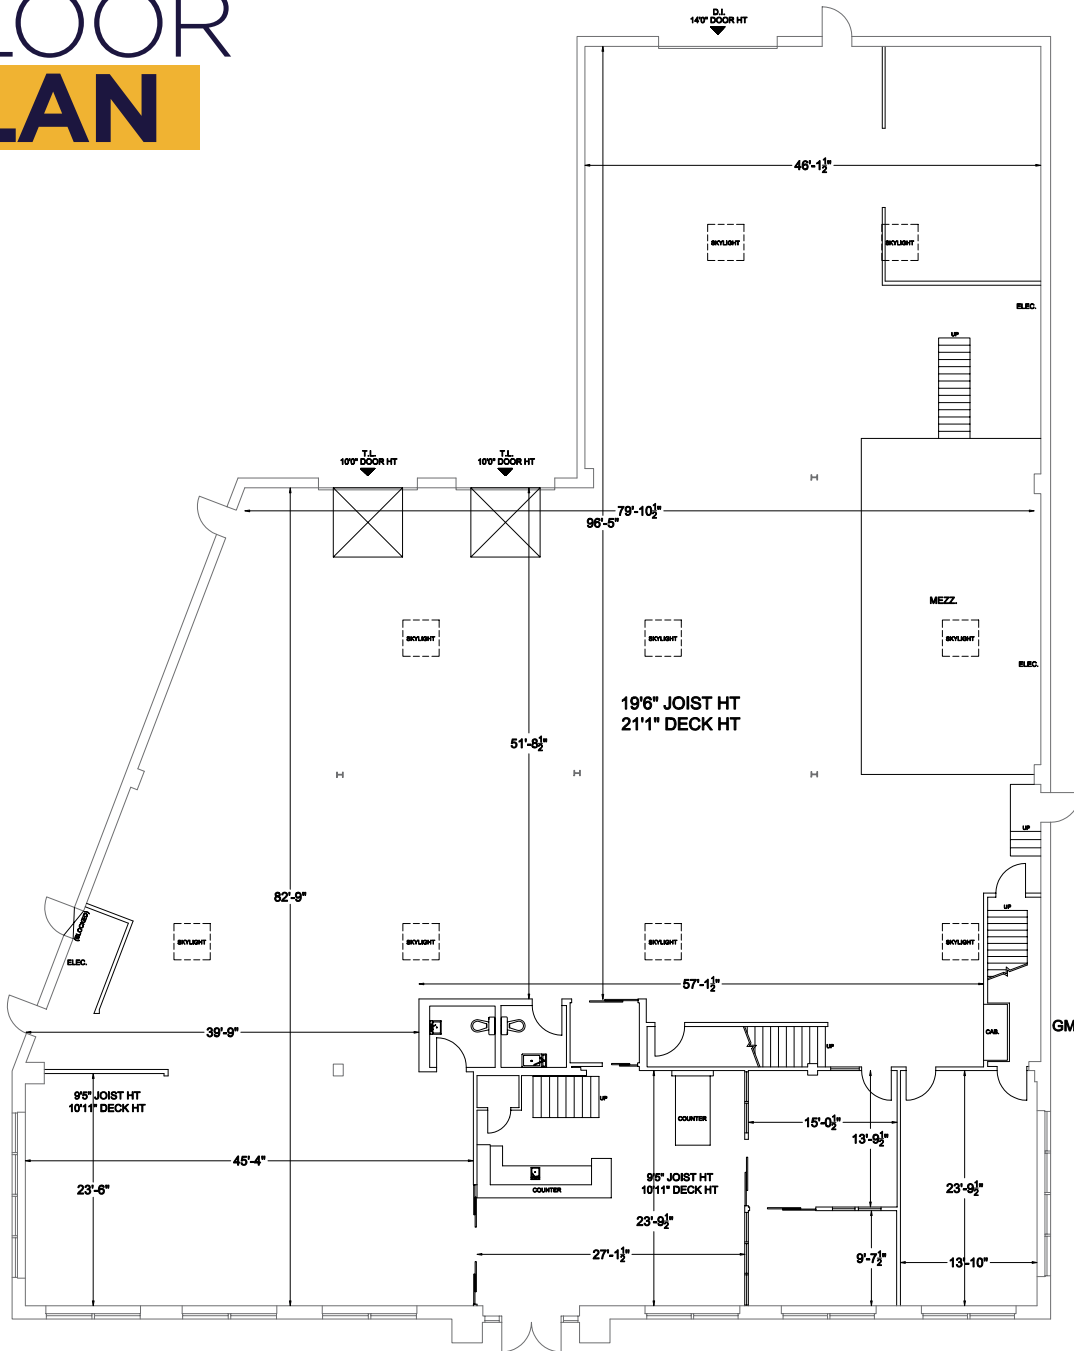 LOOR
LAN
D.I.
14'0" DOOR HT
46'-1½"
SKYLIGHT
SKYLIGHT
ELEC.
UP
T.L.
10'0" DOOR HT
T.L.
10'0" DOOR HT
79'-10½"
96'-5"
MEZZ.
SKYLIGHT
SKYLIGHT
SKYLIGHT
ELEC.
19'6" JOIST HT
21'1" DECK HT
51'-8½"
UP
82'-9"
UP
(BLOCKED)
SKYLIGHT
SKYLIGHT
SKYLIGHT
SKYLIGHT
ELEC.
57'-1½"
39'-9"
CAB.
GM
UP
9'5" JOIST HT
10'11" DECK HT
UP
COUNTER
15'-0½"
13'-9½"
45'-4"
23'-6"
COUNTER
9'5" JOIST HT
10'11" DECK HT
23'-9½"
23'-9½"
27'-1½"
9'-7½"
13'-10"